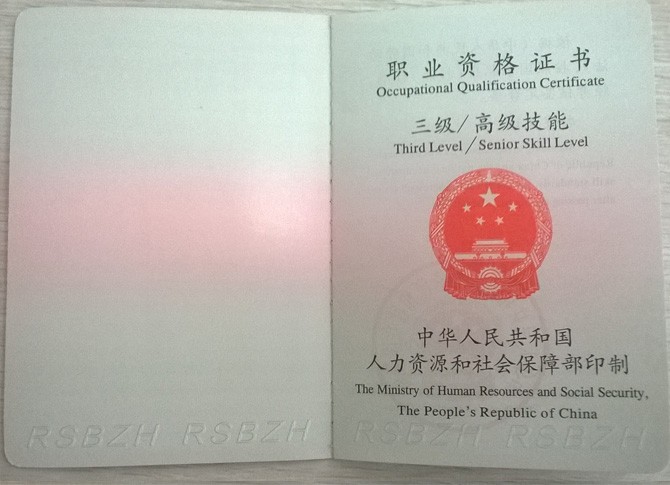 职业资格证书
Occupational Qualification Certificate
三级/高级技能
Third Level/Senior Skill Level
中华人民共和国
人力资源和社会保障部印制
The Ministry of Human Resources and Social Security,
The People's Republic of China
RSBZH RSBZH RSBZH RSBZH